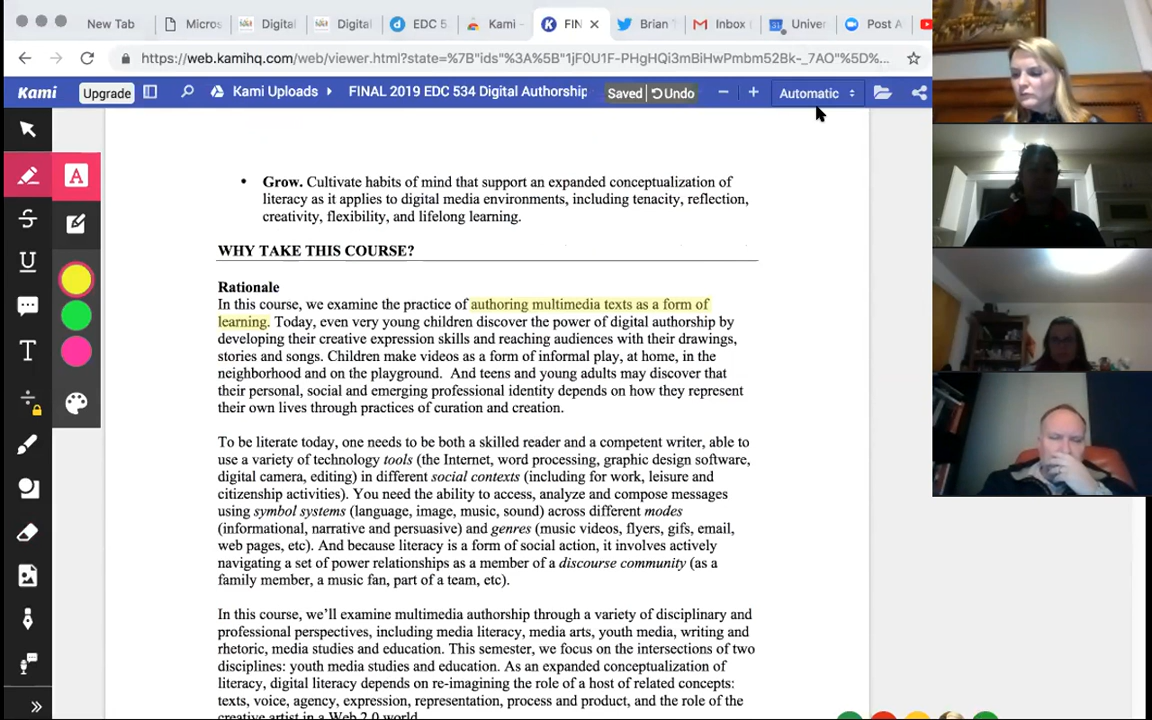 New Tab
Micros
Digital
Digital
EDC 5
Kami -
FIN
Brian
Inbox
Univer
Post A
https://web.kamihq.com/web/viewer.html?state=%7B"ids"%3A%5B"1jF0U1F-PHgHQi3mBiHwPmbm52Bk-_7AO"%5D%...
Kami
Upgrade
Kami Uploads
FINAL 2019 EDC 534 Digital Authorship
Saved
Undo
Automatic
• Grow. Cultivate habits of mind that support an expanded conceptualization of
literacy as it applies to digital media environments, including tenacity, reflection,
creativity, flexibility, and lifelong learning.
WHY TAKE THIS COURSE?
Rationale
In this course, we examine the practice of authoring multimedia texts as a form of
learning. Today, even very young children discover the power of digital authorship by
developing their creative expression skills and reaching audiences with their drawings,
stories and songs. Children make videos as a form of informal play, at home, in the
neighborhood and on the playground. And teens and young adults may discover that
their personal, social and emerging professional identity depends on how they represent
their own lives through practices of curation and creation.
To be literate today, one needs to be both a skilled reader and a competent writer, able to
use a variety of technology tools (the Internet, word processing, graphic design software,
digital camera, editing) in different social contexts (including for work, leisure and
citizenship activities). You need the ability to access, analyze and compose messages
using symbol systems (language, image, music, sound) across different modes
(informational, narrative and persuasive) and genres (music videos, flyers, gifs, email,
web pages, etc). And because literacy is a form of social action, it involves actively
navigating a set of power relationships as a member of a discourse community (as a
family member, a music fan, part of a team, etc).
In this course, we'll examine multimedia authorship through a variety of disciplinary and
professional perspectives, including media literacy, media arts, youth media, writing and
rhetoric, media studies and education. This semester, we focus on the intersections of two
disciplines: youth media studies and education. As an expanded conceptualization of
literacy, digital literacy depends on re-imagining the role of a host of related concepts:
texts, voice, agency, expression, representation, process and product, and the role of the
creative artist in a Web 2.0 world.